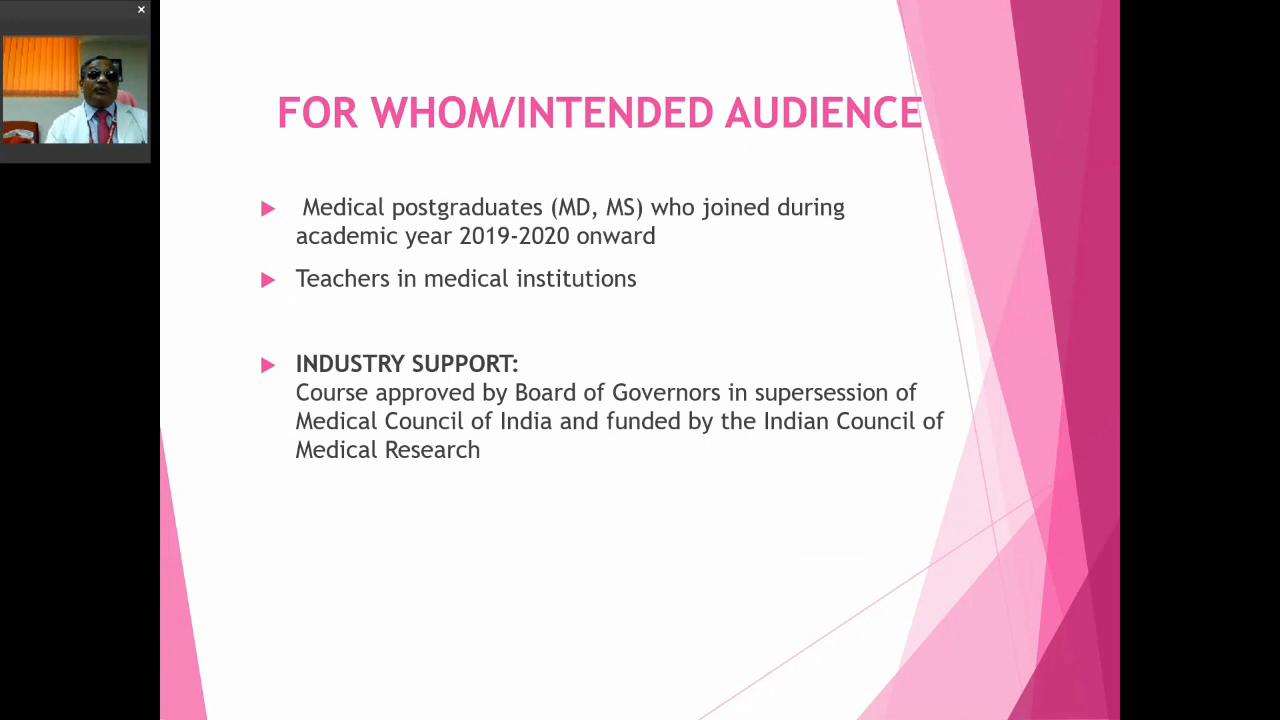 FOR WHOM/INTENDED AUDIENCE
Medical postgraduates (MD, MS) who joined during
academic year 2019-2020 onward
Teachers in medical institutions
INDUSTRY SUPPORT:
Course approved by Board of Governors in supersession of
Medical Council of India and funded by the Indian Council of
Medical Research